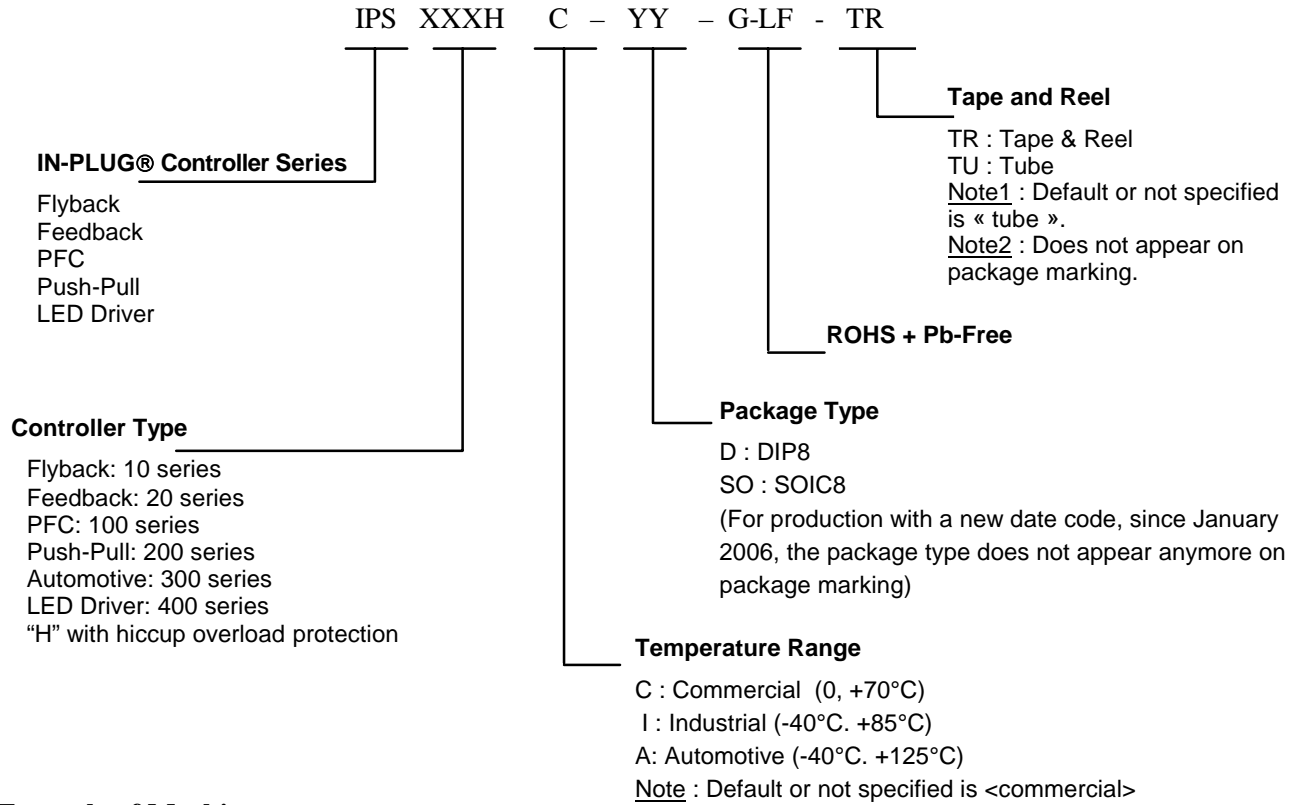 IPS XXXH C – YY – G-LF - TR
Tape and Reel
TR : Tape & Reel
TU : Tube
Note1 : Default or not specified
is « tube ».
Note2 : Does not appear on
package marking.
IN-PLUG® Controller Series
Flyback
Feedback
PFC
Push-Pull
LED Driver
ROHS + Pb-Free
Package Type
D : DIP8
SO : SOIC8
(For production with a new date code, since January
2006, the package type does not appear anymore on
package marking)
Controller Type
Flyback: 10 series
Feedback: 20 series
PFC: 100 series
Push-Pull: 200 series
Automotive: 300 series
LED Driver: 400 series
“H” with hiccup overload protection
Temperature Range
C : Commercial (0, +70°C)
I : Industrial (-40°C. +85°C)
A: Automotive (-40°C. +125°C)
Note : Default or not specified is <commercial>